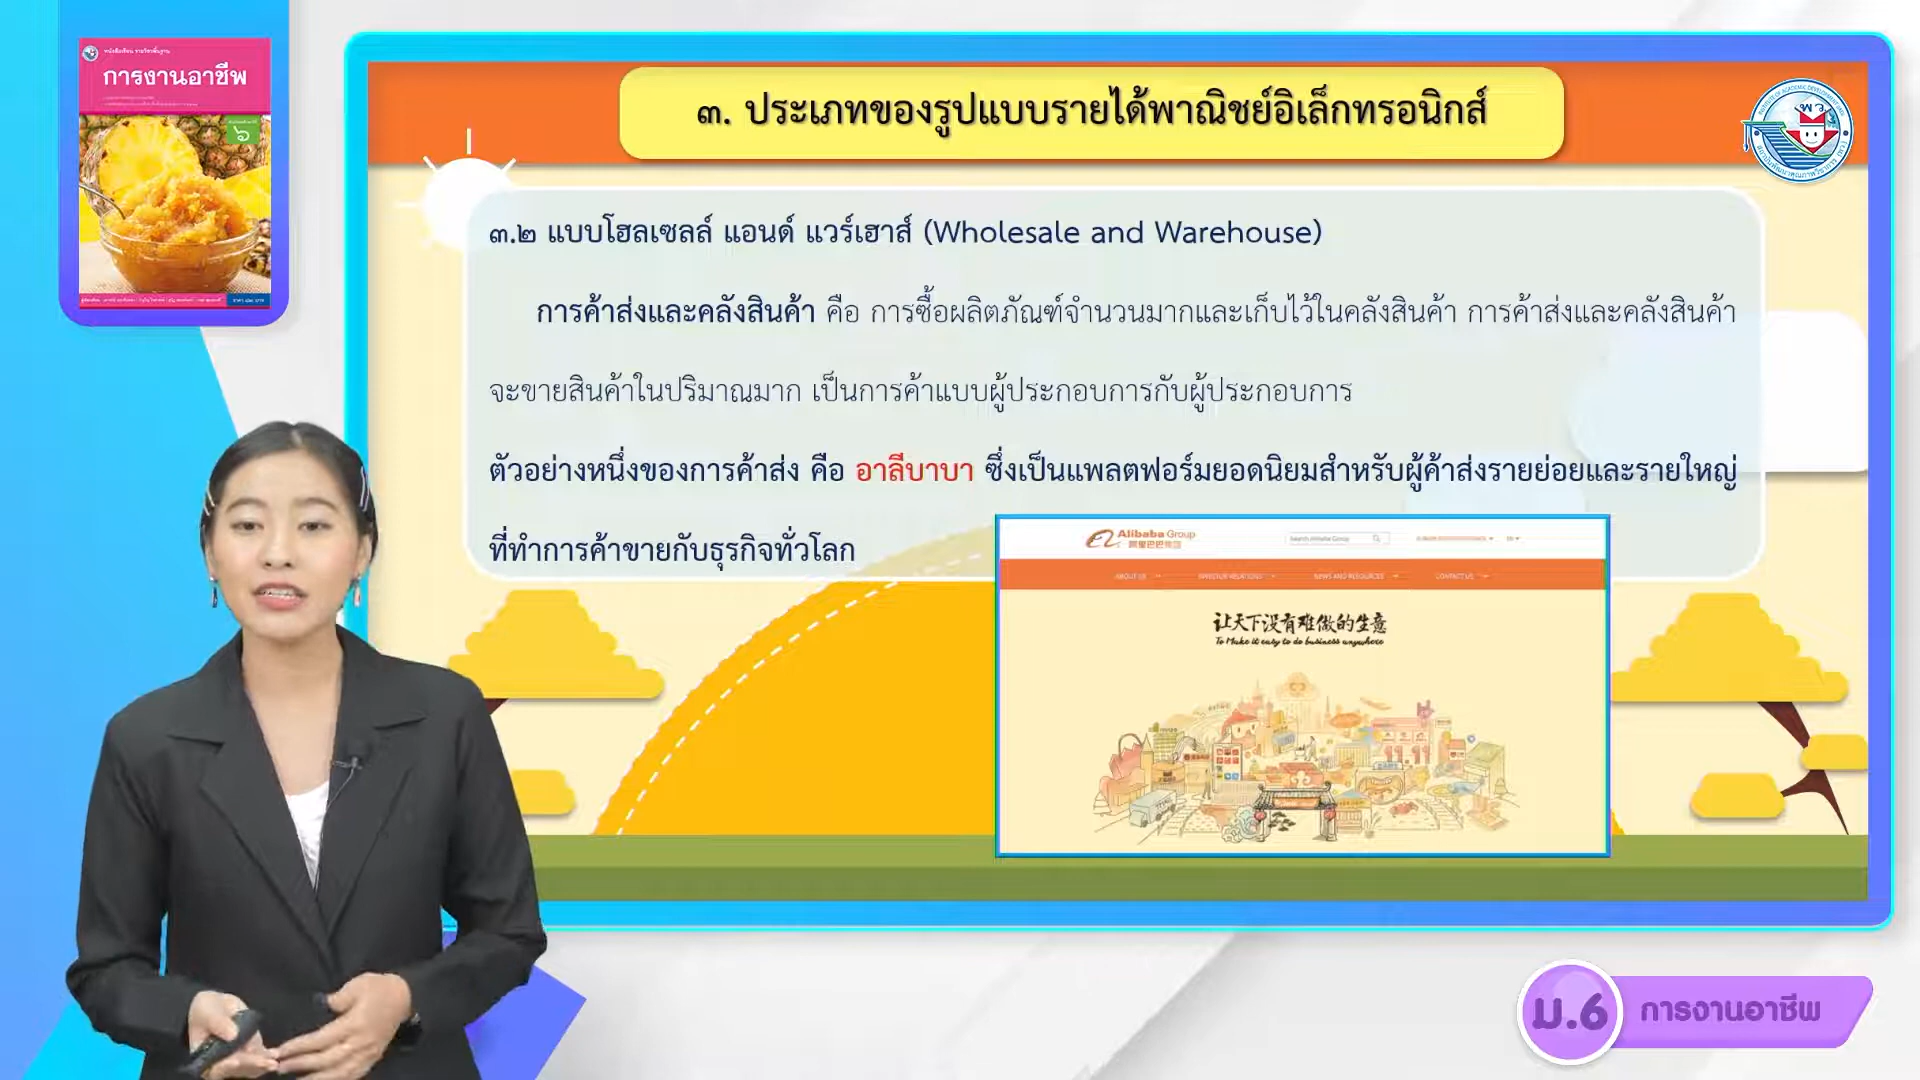 การงานอาชีพ
๖
๓. ประเภทของรูปแบบรายได้พาณิชย์อิเล็กทรอนิกส์
พว
๓.๒ แบบโฮลเซลล์ แอนด์ แวร์เฮาส์ (Wholesale and Warehouse)
การค้าส่งและคลังสินค้า คือ การซื้อผลิตภัณฑ์จำนวนมากและเก็บไว้ในคลังสินค้า การค้าส่งและคลังสินค้า
จะขายสินค้าในปริมาณมาก เป็นการค้าแบบผู้ประกอบการกับผู้ประกอบการ
ตัวอย่างหนึ่งของการค้าส่ง คือ อาลีบาบา ซึ่งเป็นแพลตฟอร์มยอดนิยมสำหรับผู้ค้าส่งรายย่อยและรายใหญ่
ที่ทำการค้าขายกับธุรกิจทั่วโลก
Alibaba Group
阿里巴巴集团
Search Alibaba Group
ABOUT US
INVESTOR RELATIONS
NEWS AND RESOURCES
CONTACT US
让天下没有难做的生意
To Make it easy to do business anywhere
ม.6 การงานอาชีพ